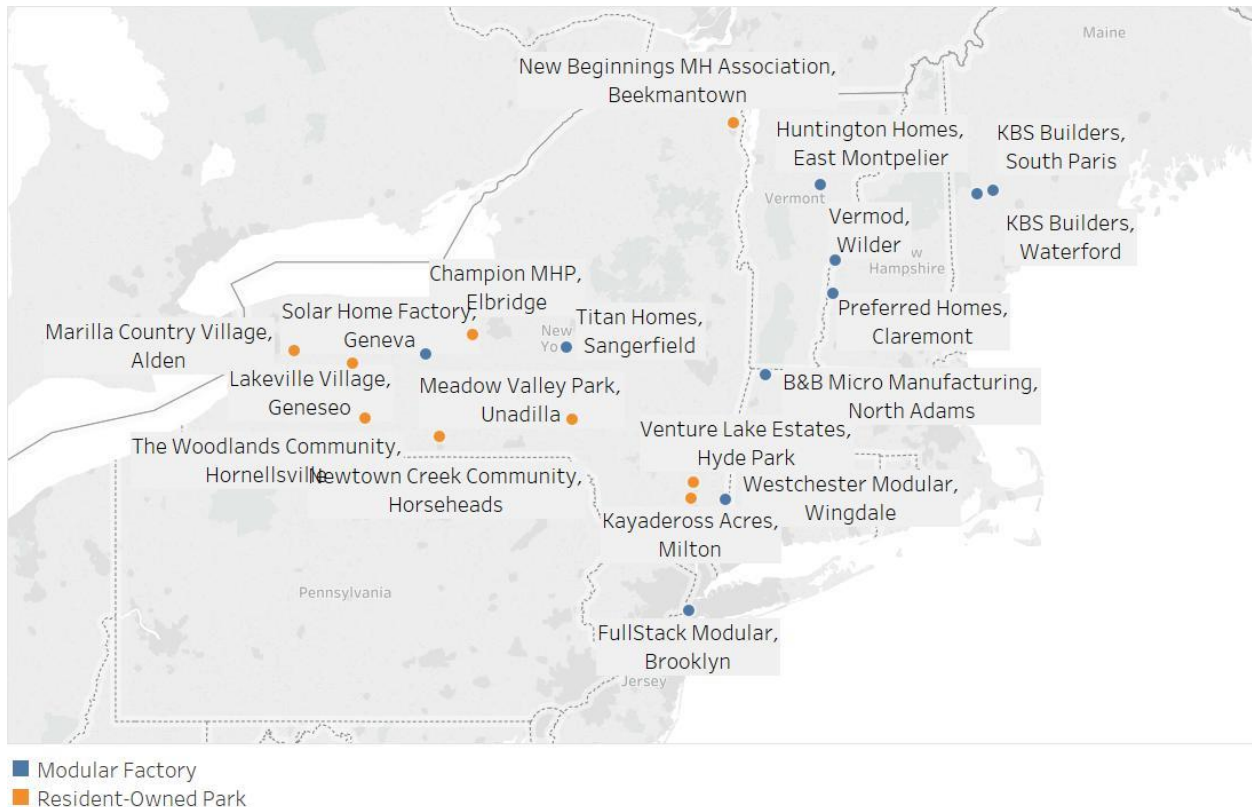 Maine
New Beginnings MH Association,
Beekmantown
Huntington Homes,
East Montpelier
KBS Builders,
South Paris
Vermont
Vermod,
Wilder
KBS Builders,
Waterford
w
Hampshire
Champion MHP,
Elbridge
Solar Home Factory,
Geneva
Marilla Country Village,
Alden
New
Yo
Titan Homes,
Sangerfield
Preferred Homes,
Claremont
Lakeville Village,
Geneseo
Meadow Valley Park,
Unadilla
B&B Micro Manufacturing,
North Adams
The Woodlands Community,
Hornellsville
Newtown Creek Community,
Horseheads
Venture Lake Estates,
Hyde Park
Westchester Modular,
Wingdale
Kayadeross Acres,
Milton
Pennsylvania
FullStack Modular,
Brooklyn
Jersey
Modular Factory
Resident-Owned Park